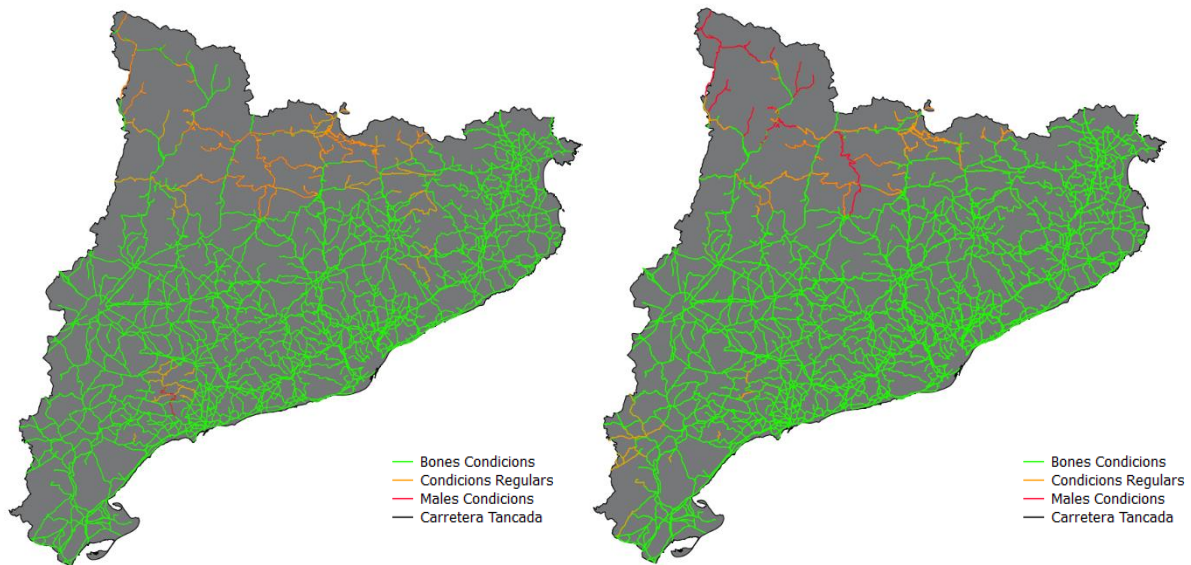 Bones Condicions
Condicions Regulars
Males Condicions
Carretera Tancada
Bones Condicions
Condicions Regulars
Males Condicions
Carretera Tancada